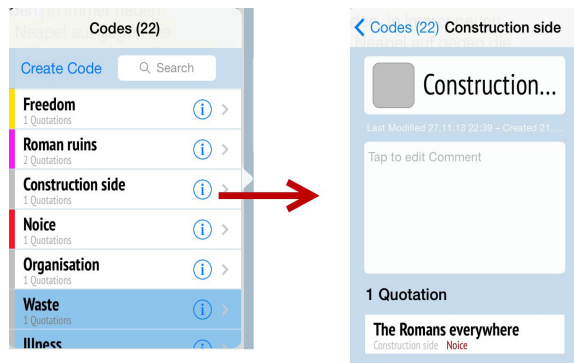 Codes (22)
Create Code
Search
Freedom
1 Quotations
Roman ruins
2 Quotations
Construction side
1 Quotations
Noice
1 Quotations
Organisation
1 Quotations
Waste
1 Quotations
Illness
Codes (22) Construction side
Construction...
Last Modified 27.11.13 22:39 – Created 21....
Tap to edit Comment
1 Quotation
The Romans everywhere
Construction side Noice